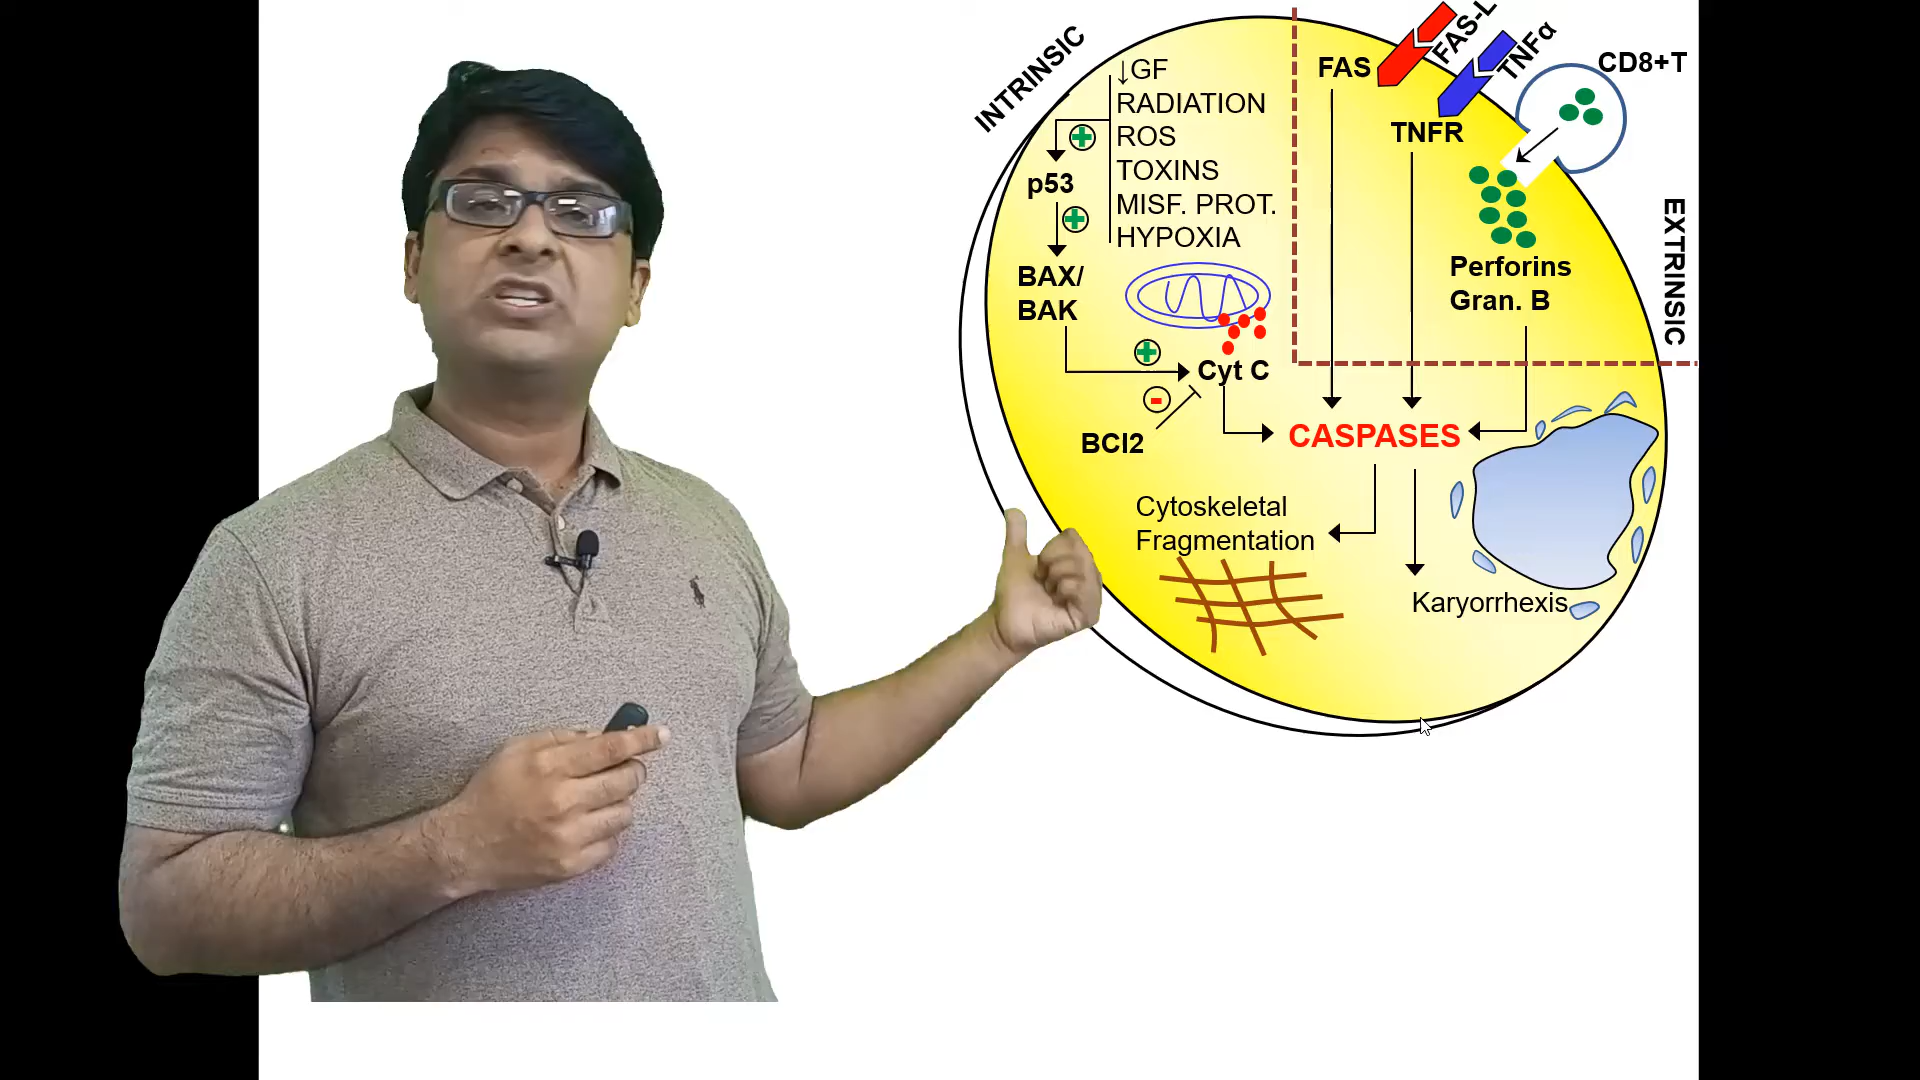 INTRINSIC
↓GF
RADIATION
ROS
TOXINS
MISF. PROT.
HYPOXIA
p53
BAX/
BAK
Cyt C
BCl2
FAS
FAS-L
TNFα
TNFR
CD8+T
Perforins
Gran. B
EXTRINSIC
CASPASES
Cytoskeletal
Fragmentation
Karyorrhexis